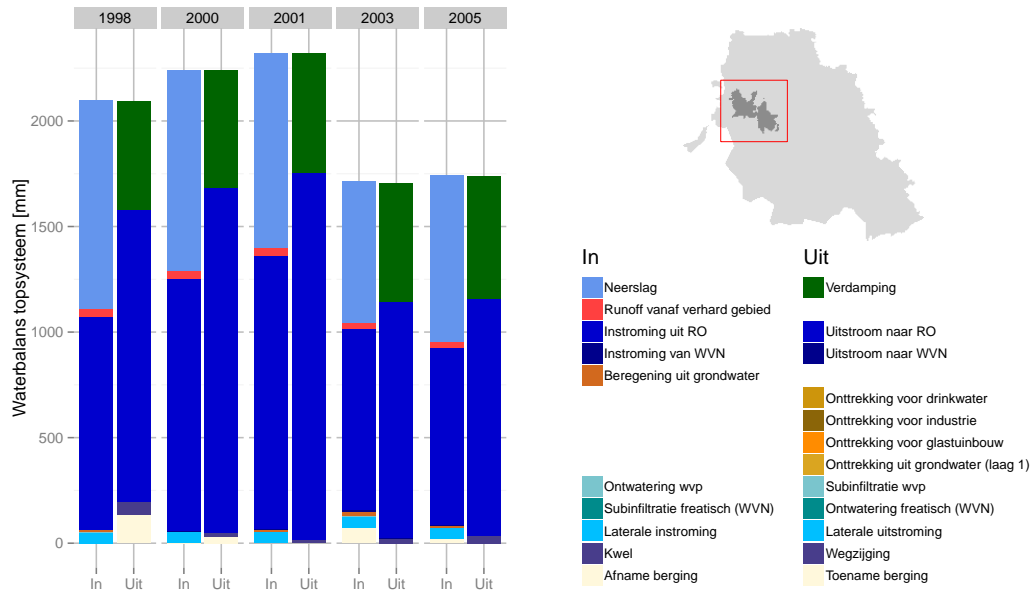 1998 2000 2001 2003 2005
Waterbalans topsysteem [mm]
2000
1500
1000
500
0
In Uit In Uit In Uit In Uit In Uit
In
Neerslag
Runoff vanaf verhard gebied
Instroming uit RO
Instroming van WVN
Beregening uit grondwater
Ontwatering wvp
Subinfiltratie freatisch (WVN)
Laterale instroming
Kwel
Afname berging
Uit
Verdamping
Uitstroom naar RO
Uitstroom naar WVN
Onttrekking voor drinkwater
Onttrekking voor industrie
Onttrekking voor glastuinbouw
Onttrekking uit grondwater (laag 1)
Subinfiltratie wvp
Ontwatering freatisch (WVN)
Laterale uitstroming
Wegzijging
Toename berging